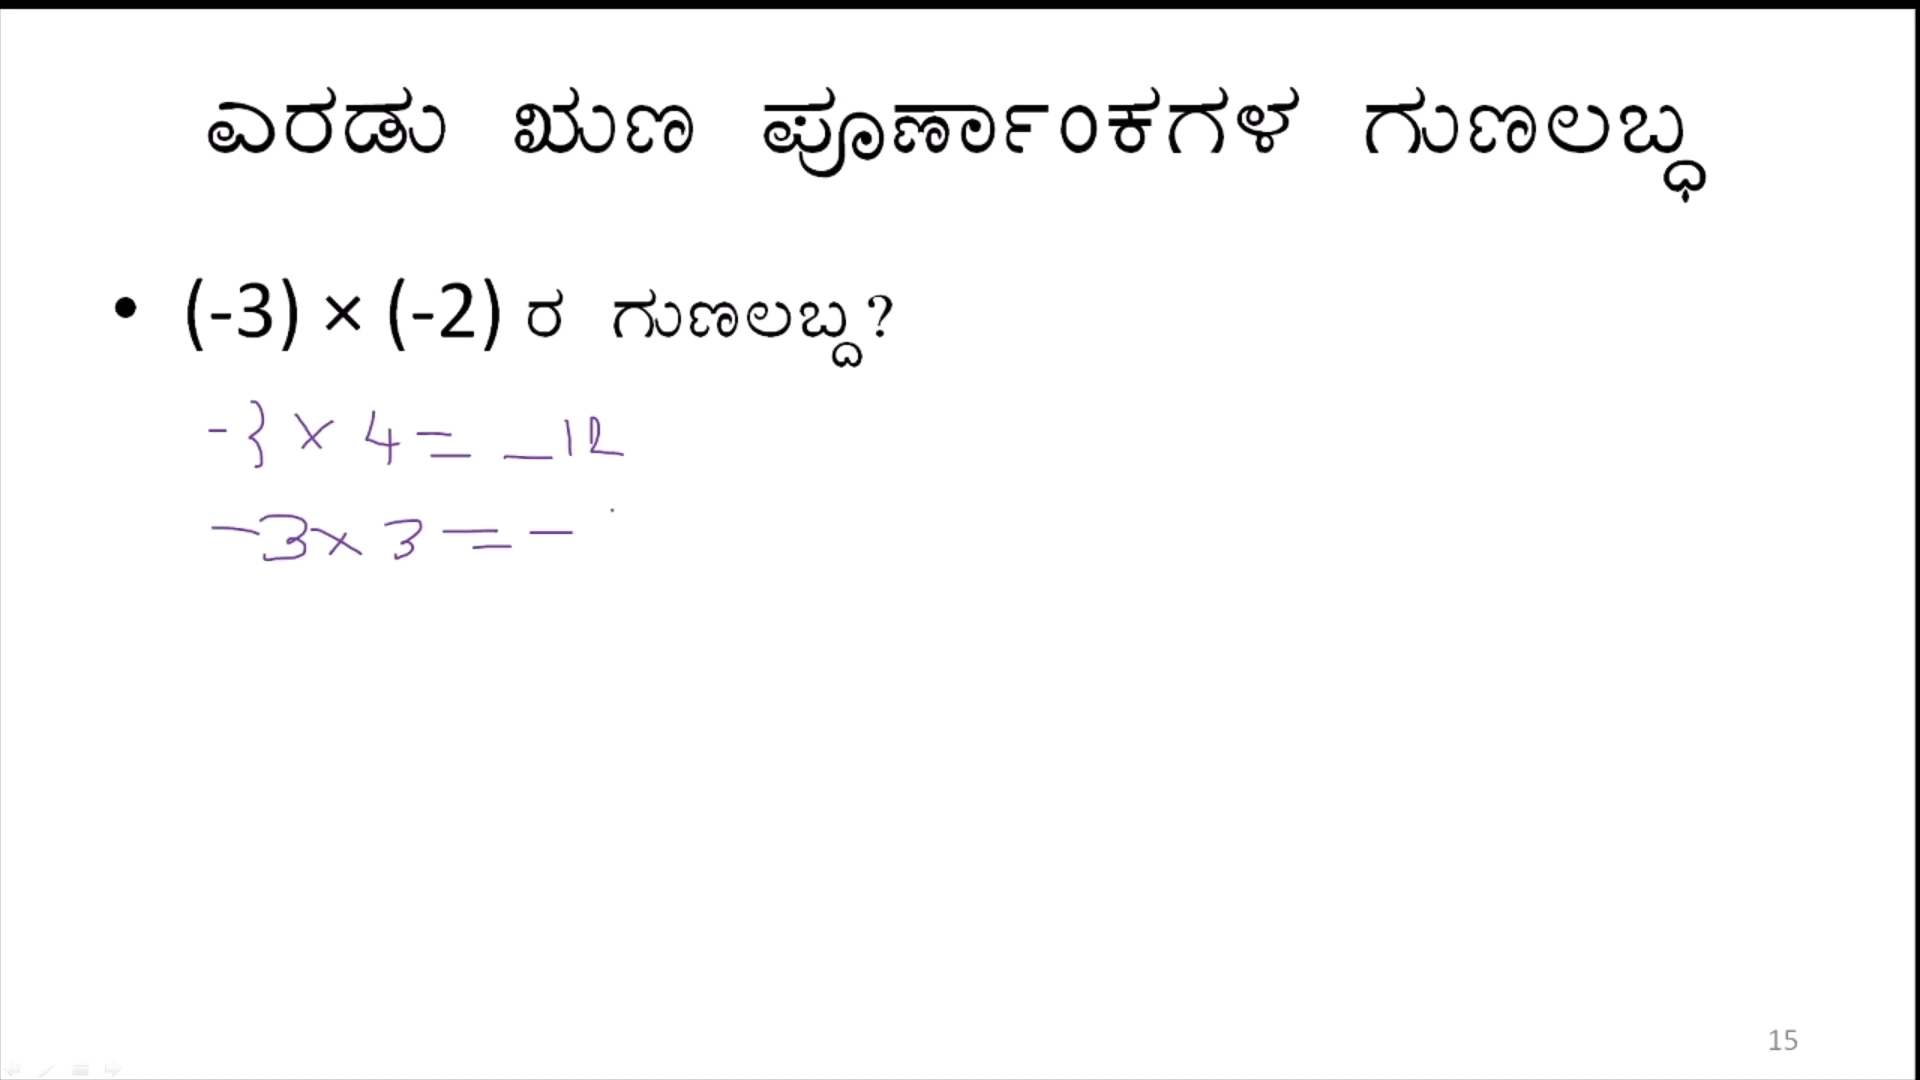 ಎರಡು ಋಣ ಪೂರ್ಣಾಂಕಗಳ ಗುಣಲಬ್ಧ
• (-3) × (-2) ರ ಗುಣಲಬ್ದ?
-3 × 4 = -12
-3 × 3 = -
15